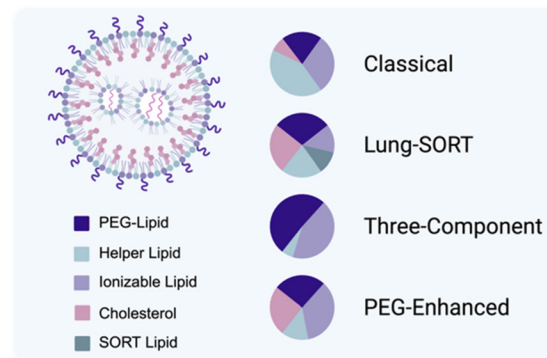 Classical
Lung-SORT
Three-Component
PEG-Enhanced
PEG-Lipid
Helper Lipid
Ionizable Lipid
Cholesterol
SORT Lipid